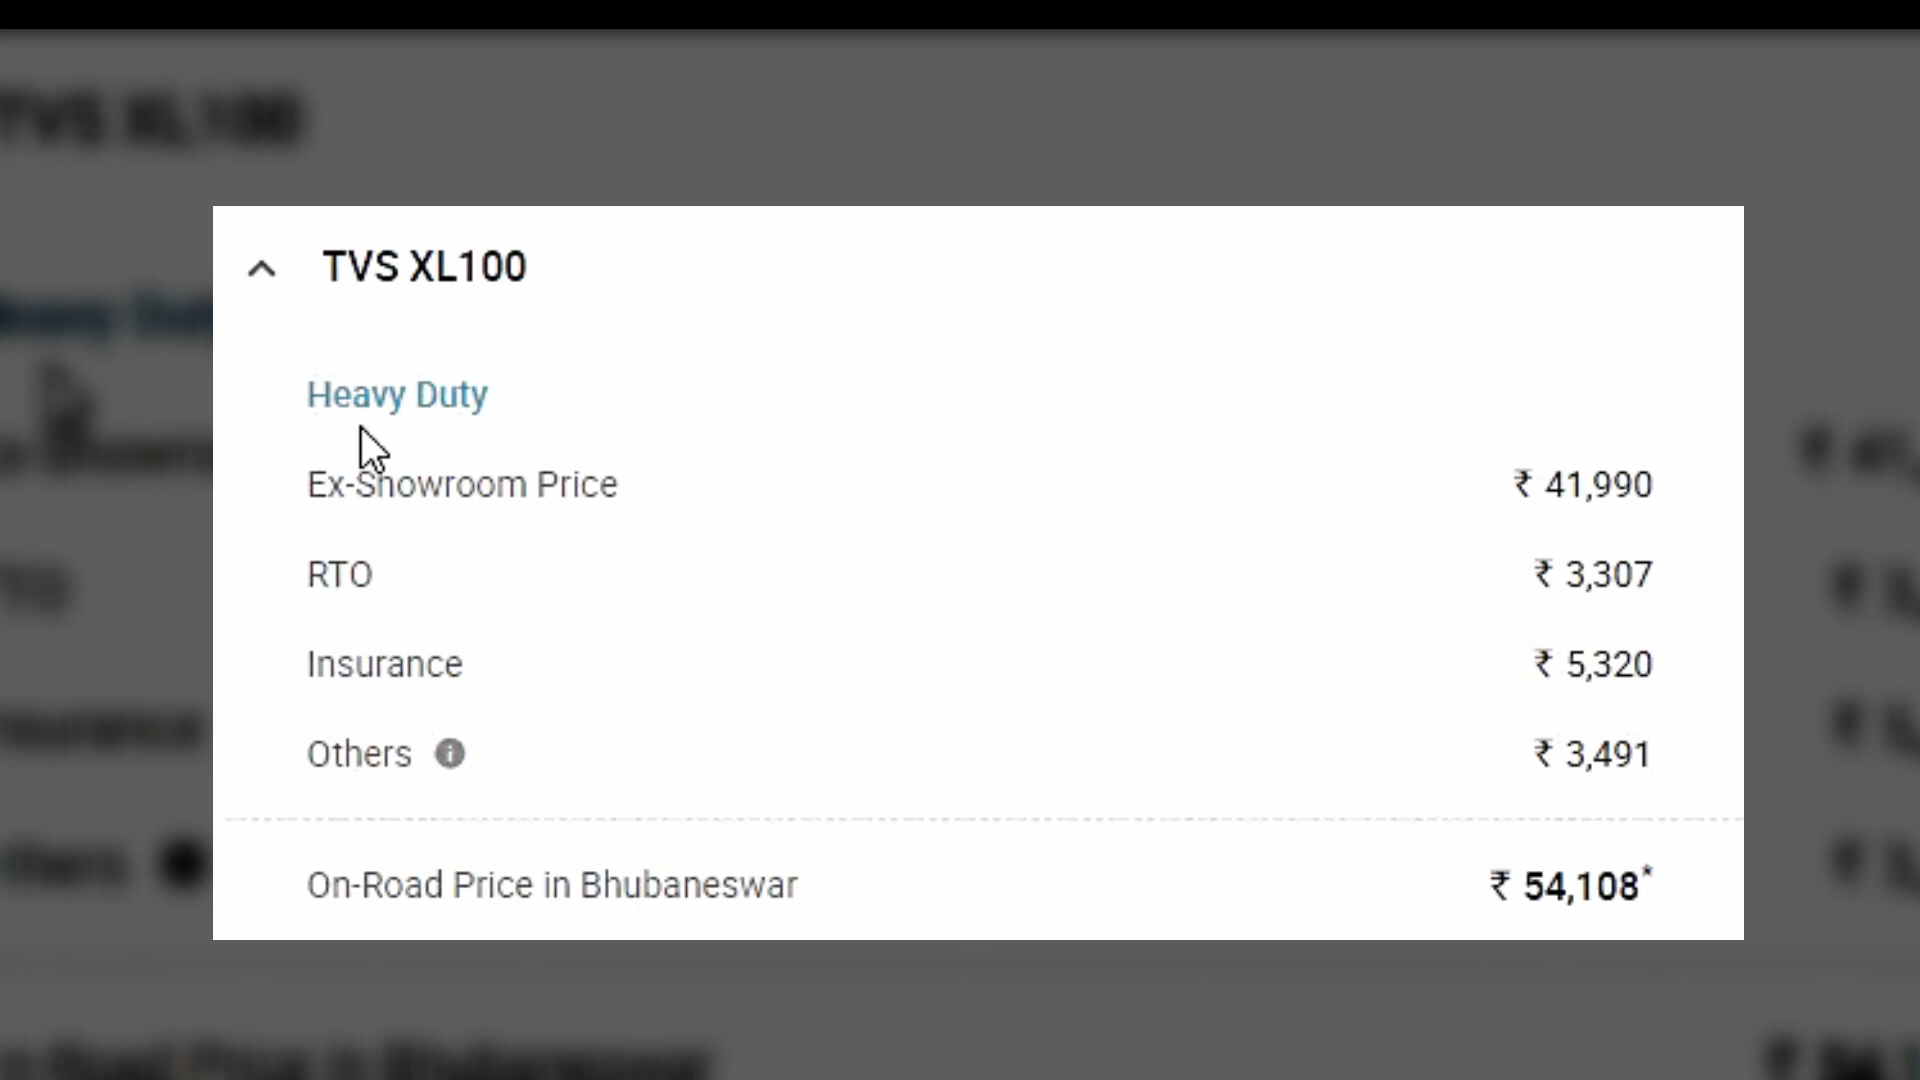 TVS XL100
Heavy Duty
Ex-Showroom Price ₹ 41,990
RTO ₹ 3,307
Insurance ₹ 5,320
Others ₹ 3,491
On-Road Price in Bhubaneswar ₹ 54,108*